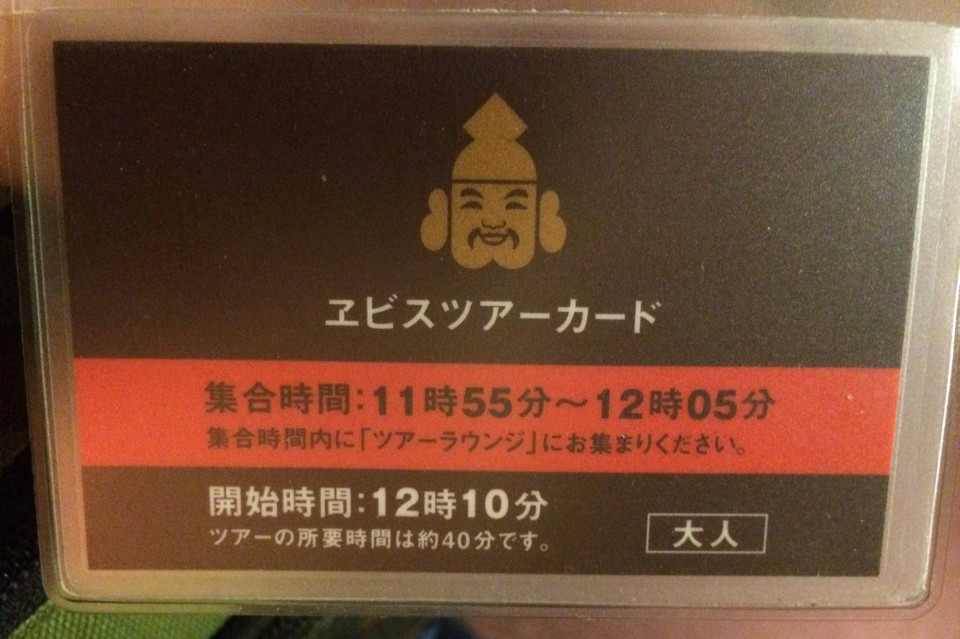 ヱビスツアーカード
集合時間:11時55分～12時05分
集合時間内に「ツアーラウンジ」にお集まりください。
開始時間:12時10分
ツアーの所要時間は約40分です。
大人